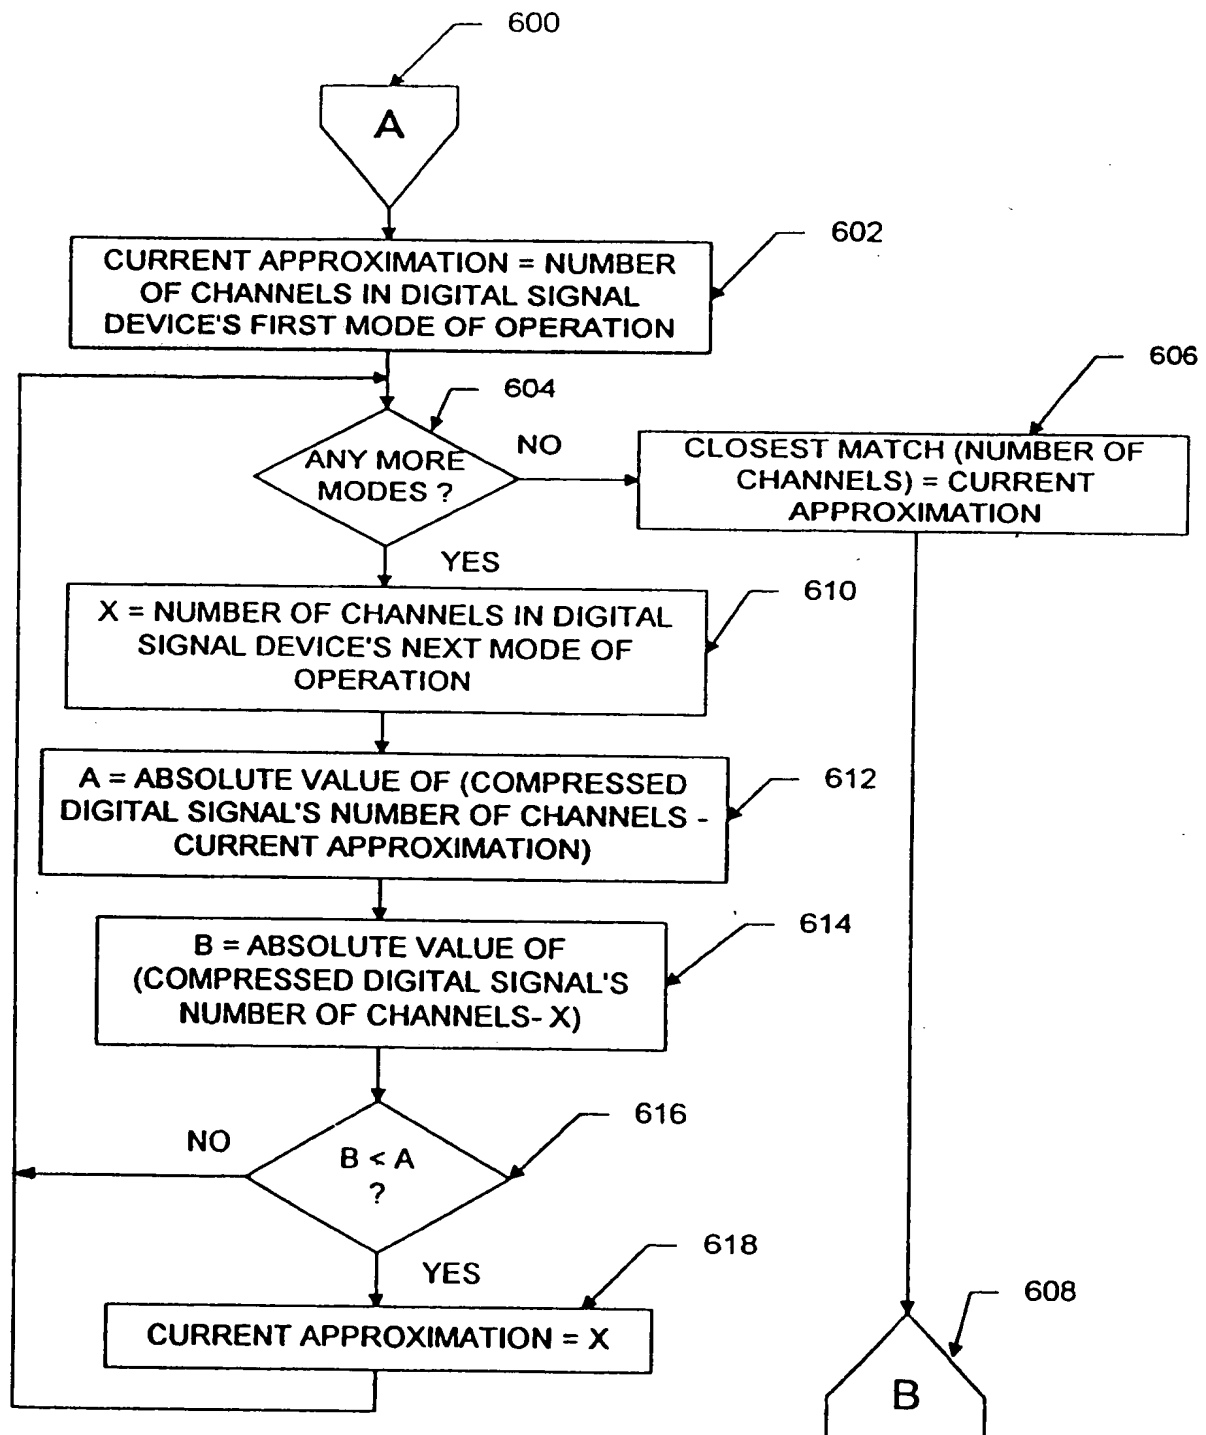 600
A
602
CURRENT APPROXIMATION = NUMBER
OF CHANNELS IN DIGITAL SIGNAL
DEVICE'S FIRST MODE OF OPERATION
604
606
ANY MORE
MODES ?
NO
CLOSEST MATCH (NUMBER OF
CHANNELS) = CURRENT
APPROXIMATION
YES
610
X = NUMBER OF CHANNELS IN DIGITAL
SIGNAL DEVICE'S NEXT MODE OF
OPERATION
612
A = ABSOLUTE VALUE OF (COMPRESSED
DIGITAL SIGNAL'S NUMBER OF CHANNELS -
CURRENT APPROXIMATION)
614
B = ABSOLUTE VALUE OF
(COMPRESSED DIGITAL SIGNAL'S
NUMBER OF CHANNELS- X)
616
NO
B < A
?
YES
618
CURRENT APPROXIMATION = X
608
B